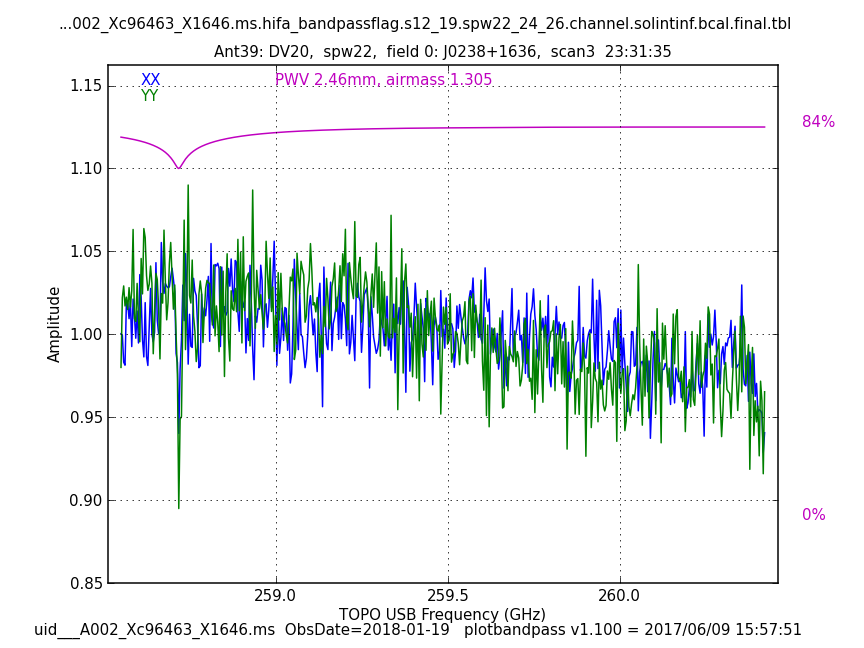 ...002_Xc96463_X1646.ms.hifa_bandpassflag.s12_19.spw22_24_26.channel.solintinf.bcal.final.tbl
Ant39: DV20,  spw22,  field 0: J0238+1636,  scan3  23:31:35
XX
PWV 2.46mm, airmass 1.305
YY
84%
0%
1.15
1.10
1.05
1.00
0.95
0.90
0.85
Amplitude
259.0
259.5
260.0
TOPO USB Frequency (GHz)
uid___A002_Xc96463_X1646.ms  ObsDate=2018-01-19   plotbandpass v1.100 = 2017/06/09 15:57:51